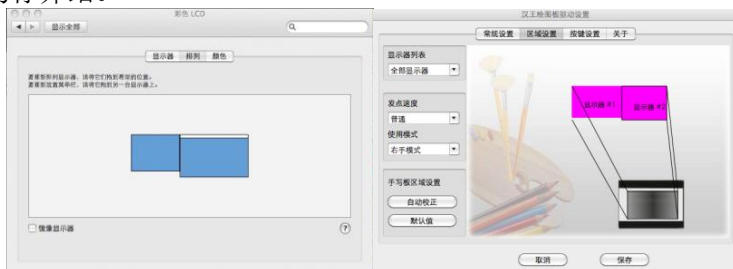 彩色 LCD
显示全部
显示器 排列 颜色
要重新排列显示器，请将它们拖到所需的位置。
要重新放置菜单栏，请将它拖到另一台显示器上。
镜像显示器
?
汉王绘图板驱动设置
常规设置 区域设置 按键设置 关于
显示器列表
全部显示器
发点速度
普通
使用模式
右手模式
手写板区域设置
自动校正
默认值
显示器 #1
显示器 #2
取消 保存